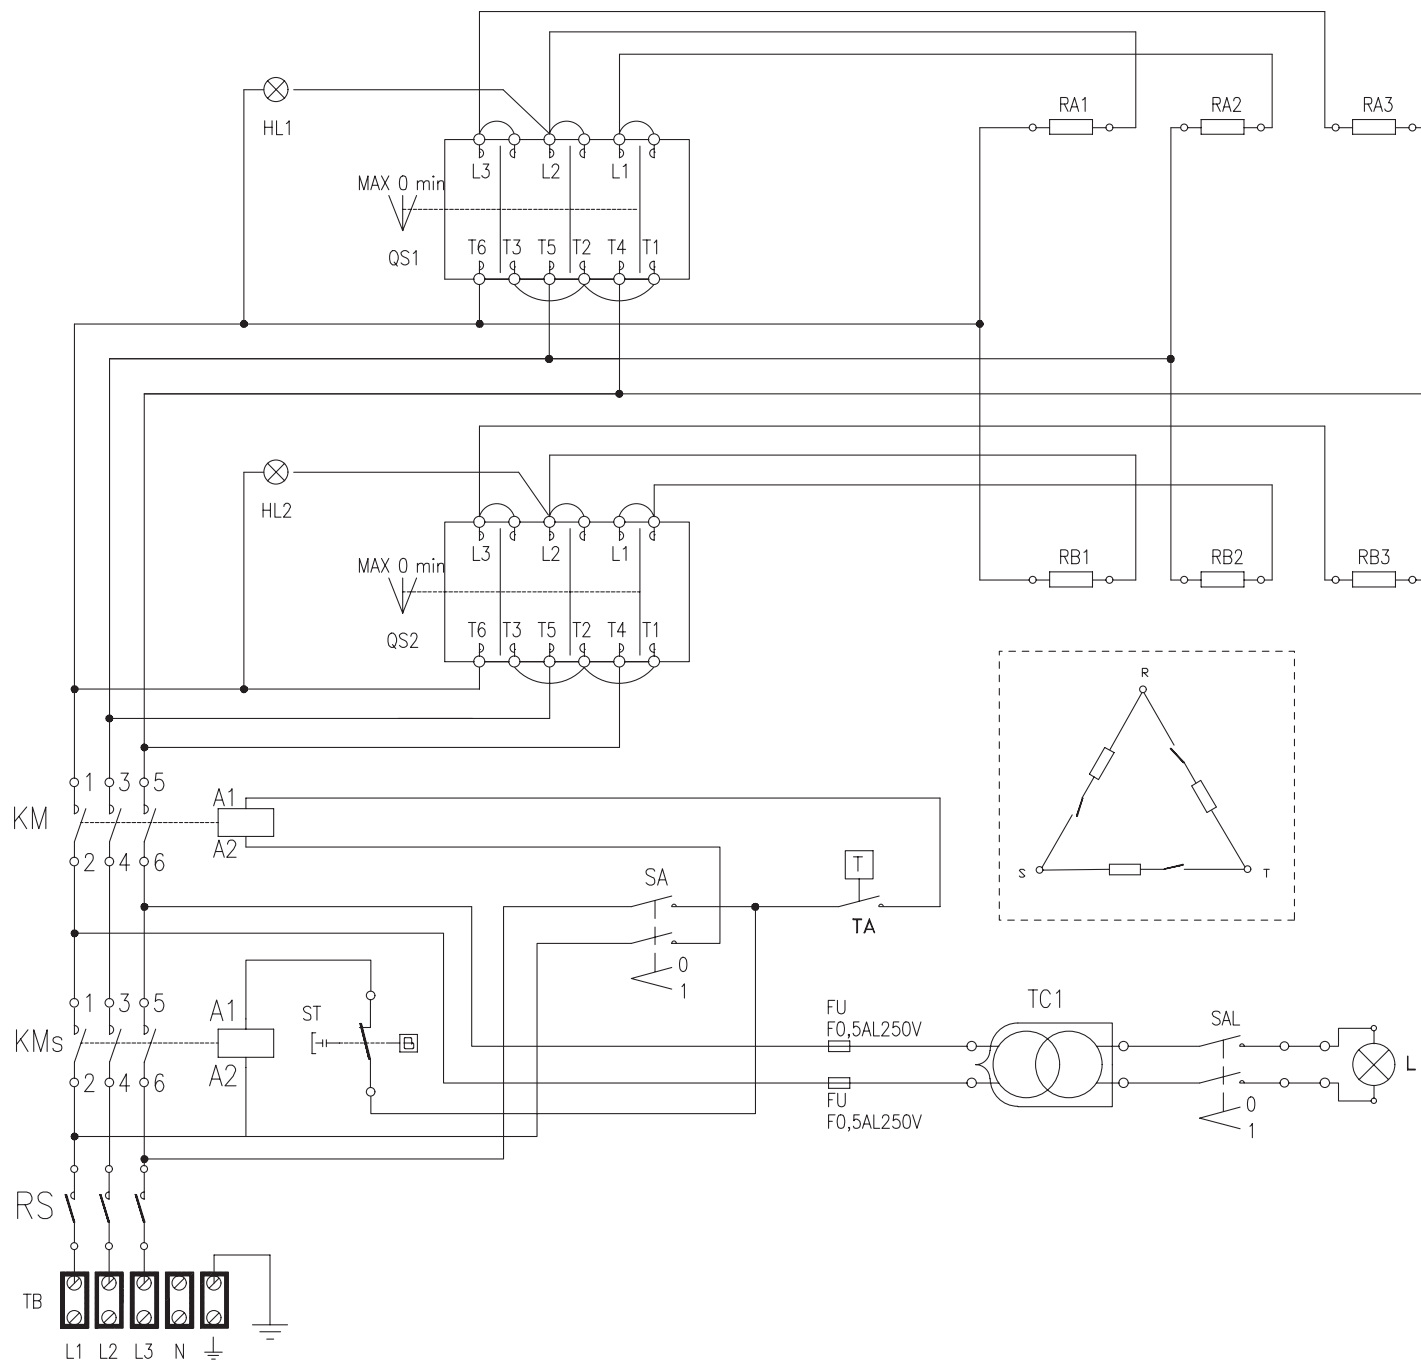 RA1 RA2 RA3
HL1
L3 L2 L1
MAX 0 min
T6 T3 T5 T2 T4 T1
QS1
HL2
L3 L2 L1
RB1 RB2 RB3
MAX 0 min
T6 T3 T5 T2 T4 T1
QS2
R
1 3 5
A1
KM
A2
2 4 6
T
S T
SA
TA
0
1
1 3 5
A1
ST
FU
F0,5AL250V
TC1
SAL
KMs
B
L
A2
2 4 6
FU
F0,5AL250V
0
1
RS
TB
L1 L2 L3 N